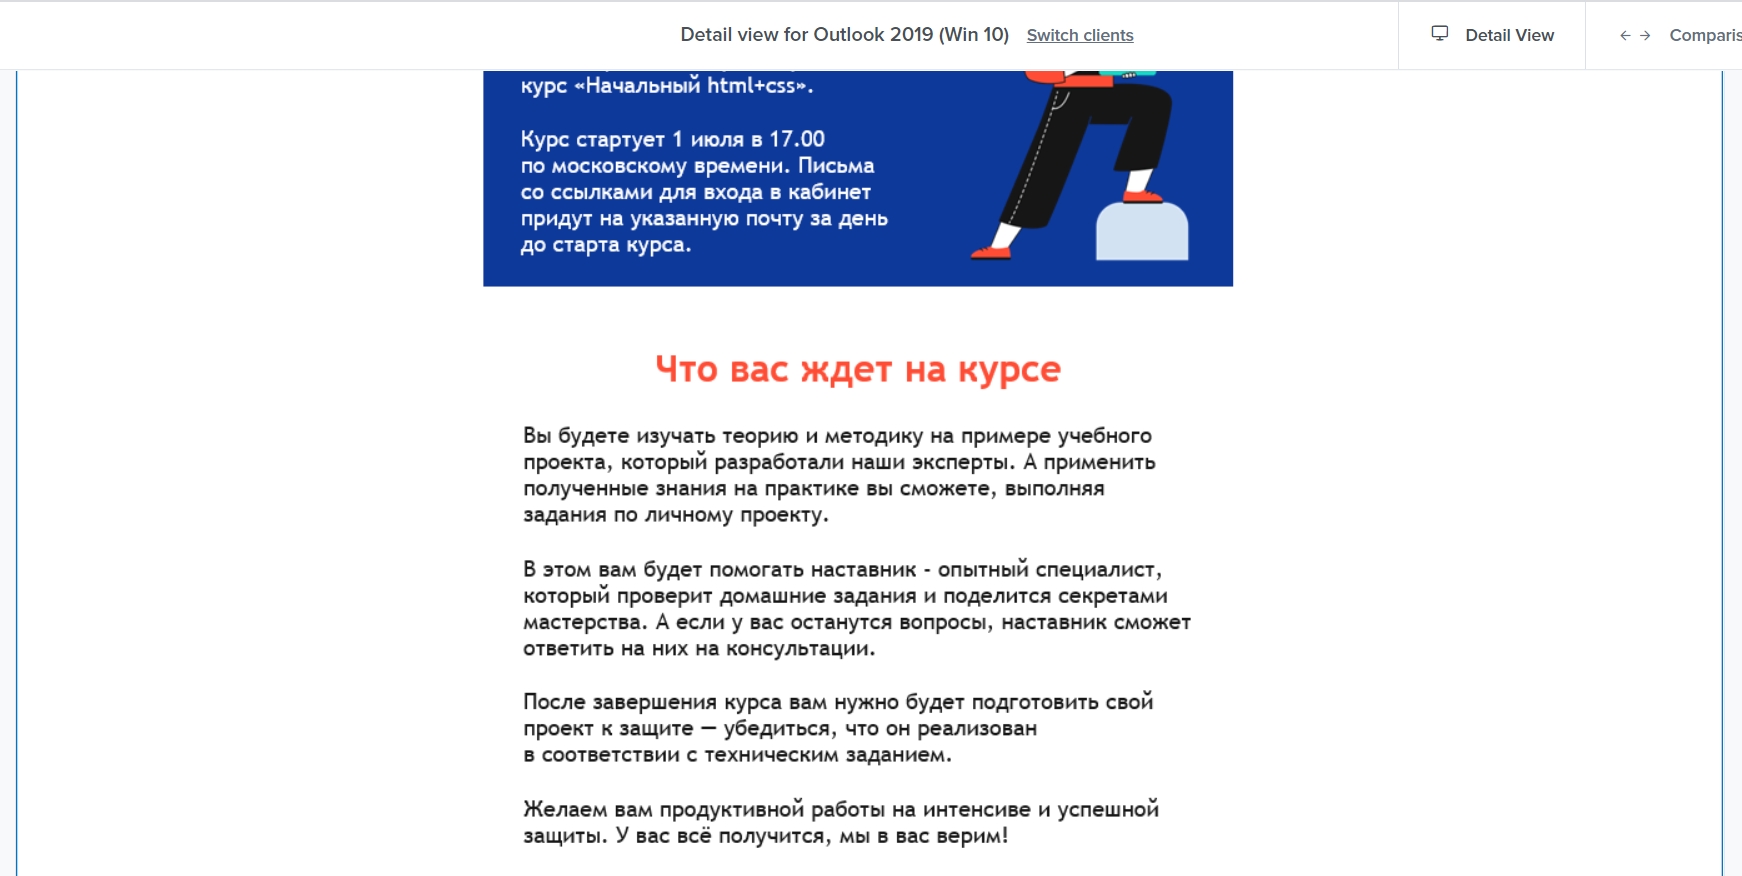 Detail view for Outlook 2019 (Win 10) Switch clients Detail View ← →
курс «Начальный html+css».
Курс стартует 1 июля в 17.00
по московскому времени. Письма
со ссылками для входа в кабинет
придут на указанную почту за день
до старта курса.
Что вас ждет на курсе
Вы будете изучать теорию и методику на примере учебного
проекта, который разработали наши эксперты. А применить
полученные знания на практике вы сможете, выполняя
задания по личному проекту.
В этом вам будет помогать наставник - опытный специалист,
который проверит домашние задания и поделится секретами
мастерства. А если у вас останутся вопросы, наставник сможет
ответить на них на консультации.
После завершения курса вам нужно будет подготовить свой
проект к защите — убедиться, что он реализован
в соответствии с техническим заданием.
Желаем вам продуктивной работы на интенсиве и успешной
защиты. У вас всё получится, мы в вас верим!